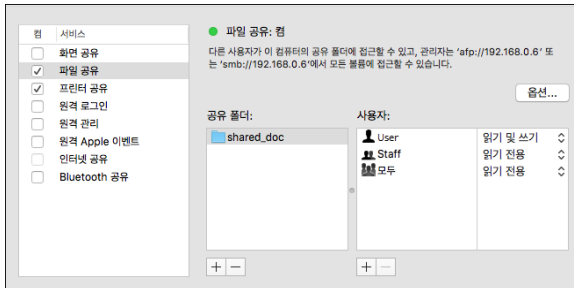 켬 서비스
화면 공유
파일 공유
프린터 공유
원격 로그인
원격 관리
원격 Apple 이벤트
인터넷 공유
Bluetooth 공유
파일 공유: 켬
다른 사용자가 이 컴퓨터의 공유 폴더에 접근할 수 있고, 관리자는 'afp://192.168.0.6' 또
는 'smb://192.168.0.6'에서 모든 볼륨에 접근할 수 있습니다.
옵션...
공유 폴더: 사용자:
shared_doc
User 읽기 및 쓰기
Staff 읽기 전용
모두 읽기 전용